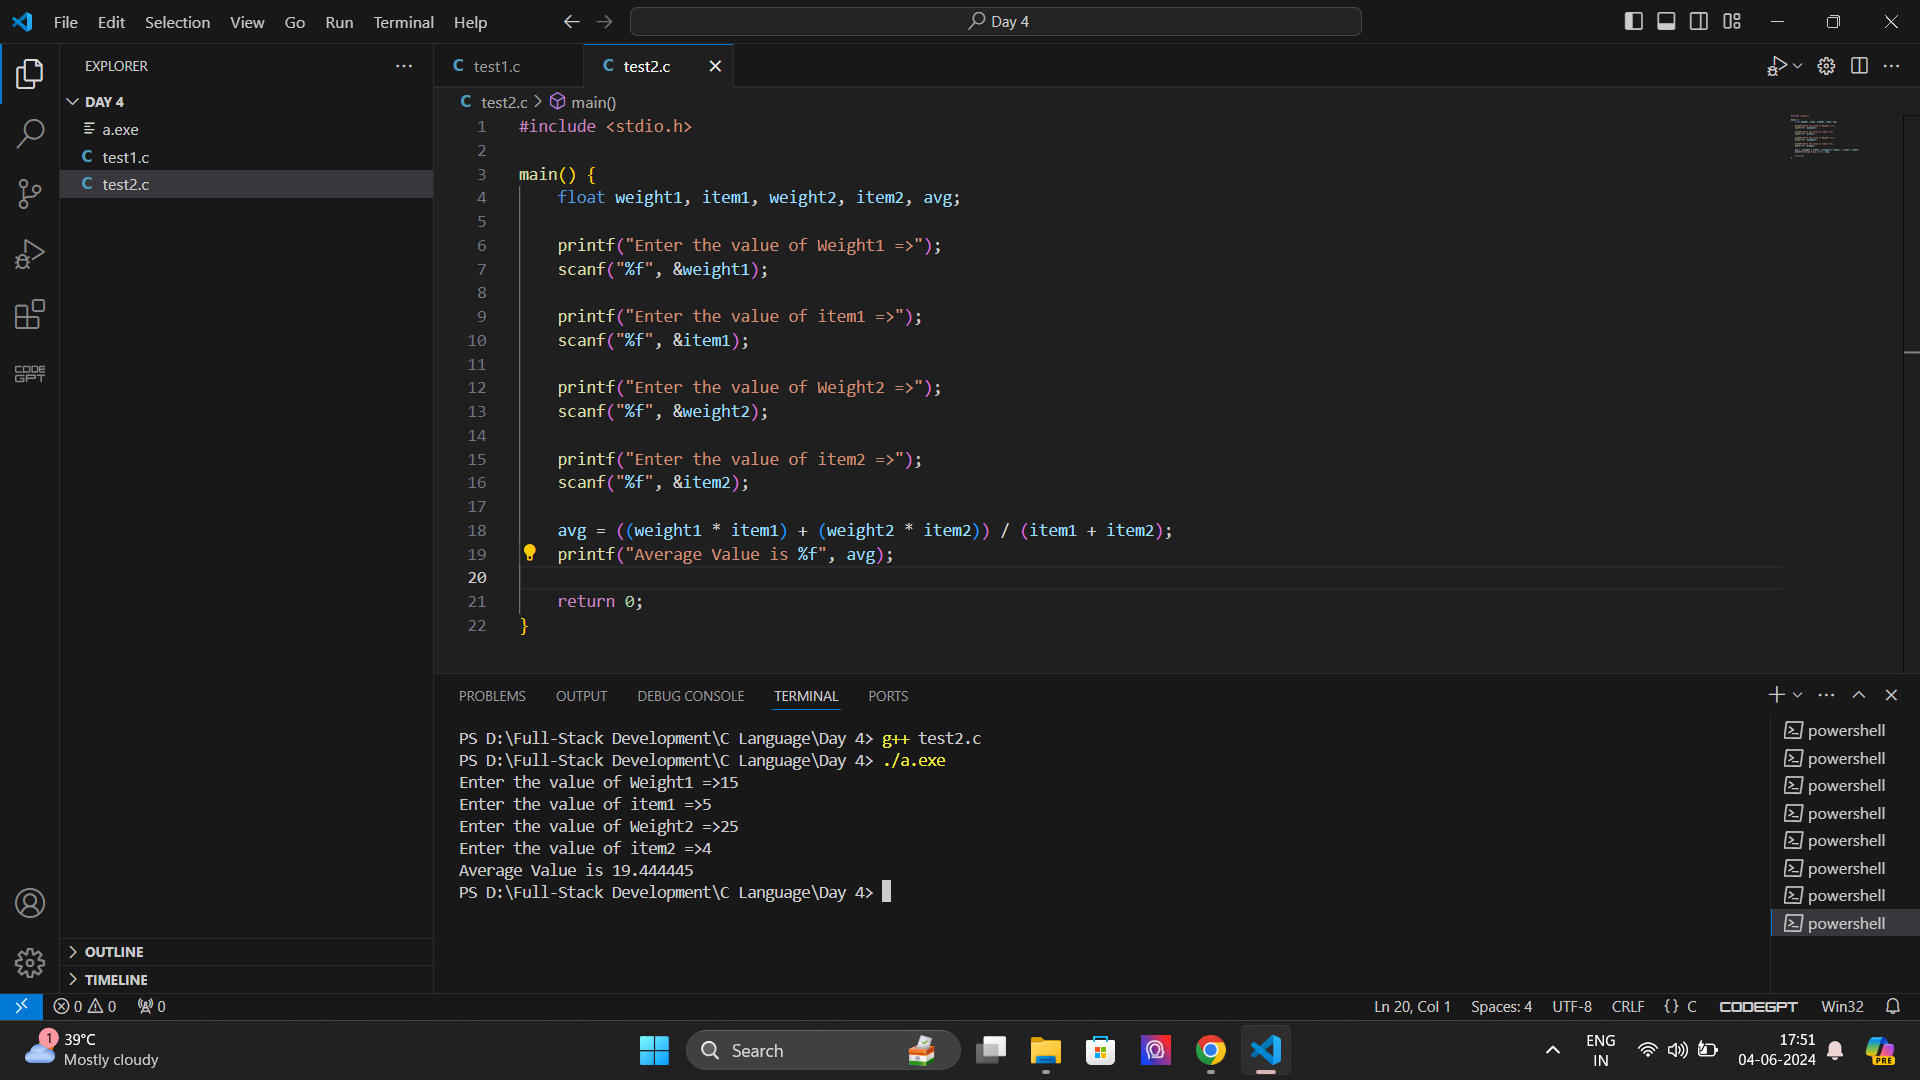 File Edit Selection View Go Run Terminal Help
Day 4
EXPLORER
DAY 4
a.exe
C test1.c
C test2.c
CODE GPT
OUTLINE
TIMELINE
C test1.c
C test2.c
C test2.c > main()
1 #include <stdio.h>
2
3 main() {
4 float weight1, item1, weight2, item2, avg;
5
6 printf("Enter the value of Weight1 =>");
7 scanf("%f", &weight1);
8
9 printf("Enter the value of item1 =>");
10 scanf("%f", &item1);
11
12 printf("Enter the value of Weight2 =>");
13 scanf("%f", &weight2);
14
15 printf("Enter the value of item2 =>");
16 scanf("%f", &item2);
17
18 avg = ((weight1 * item1) + (weight2 * item2)) / (item1 + item2);
19 printf("Average Value is %f", avg);
20
21 return 0;
22 }
PROBLEMS OUTPUT DEBUG CONSOLE TERMINAL PORTS
PS D:\Full-Stack Development\C Language\Day 4> g++ test2.c
PS D:\Full-Stack Development\C Language\Day 4> ./a.exe
Enter the value of Weight1 =>15
Enter the value of item1 =>5
Enter the value of Weight2 =>25
Enter the value of item2 =>4
Average Value is 19.444445
PS D:\Full-Stack Development\C Language\Day 4>
powershell
powershell
powershell
powershell
powershell
powershell
powershell
powershell
0 0 0
Ln 20, Col 1 Spaces: 4 UTF-8 CRLF {} C CODEGPT Win32
1
39°C
Mostly cloudy
Search
ENG
IN
17:51
04-06-2024
PRE